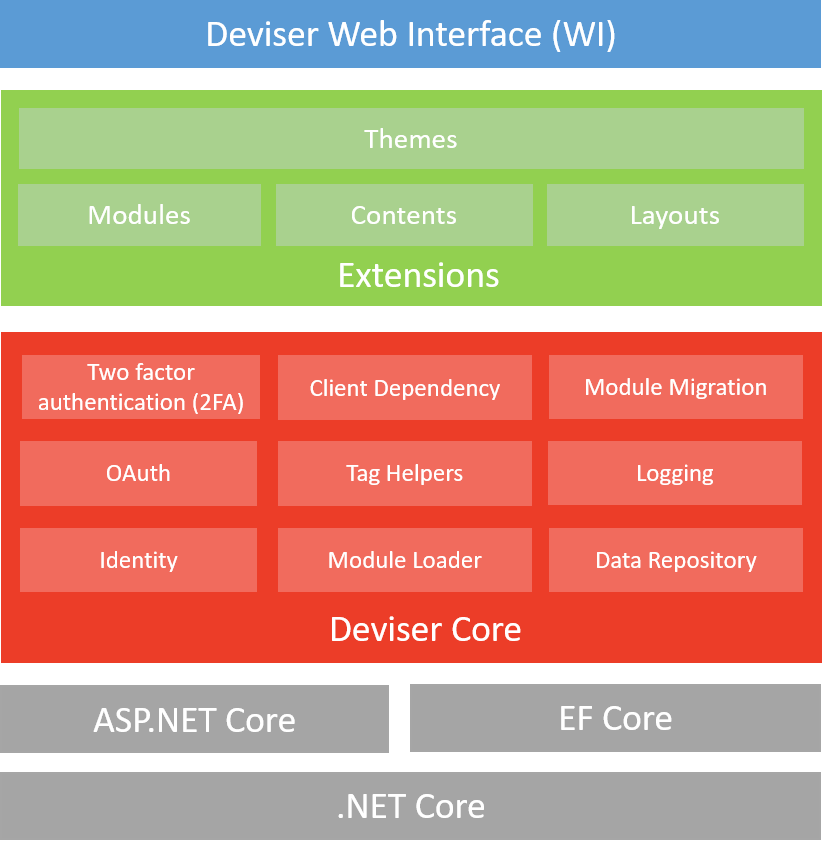 Deviser Web Interface (WI)
Themes
Modules
Contents
Layouts
Extensions
Two factor
authentication (2FA)
Client Dependency
Module Migration
OAuth
Tag Helpers
Logging
Identity
Module Loader
Data Repository
Deviser Core
ASP.NET Core
EF Core
.NET Core